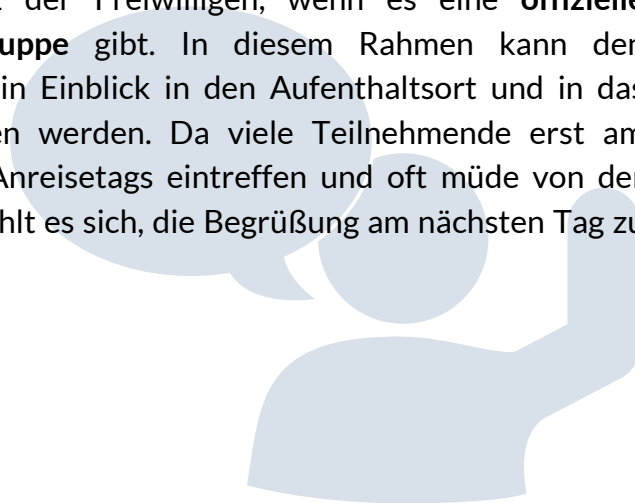 der Freiwilligen, wenn es eine offizielle
uppe gibt. In diesem Rahmen kann der
in Einblick in den Aufenthaltsort und in das
en werden. Da viele Teilnehmende erst am
Anreisetags eintreffen und oft müde von der
hlt es sich, die Begrüßung am nächsten Tag zu